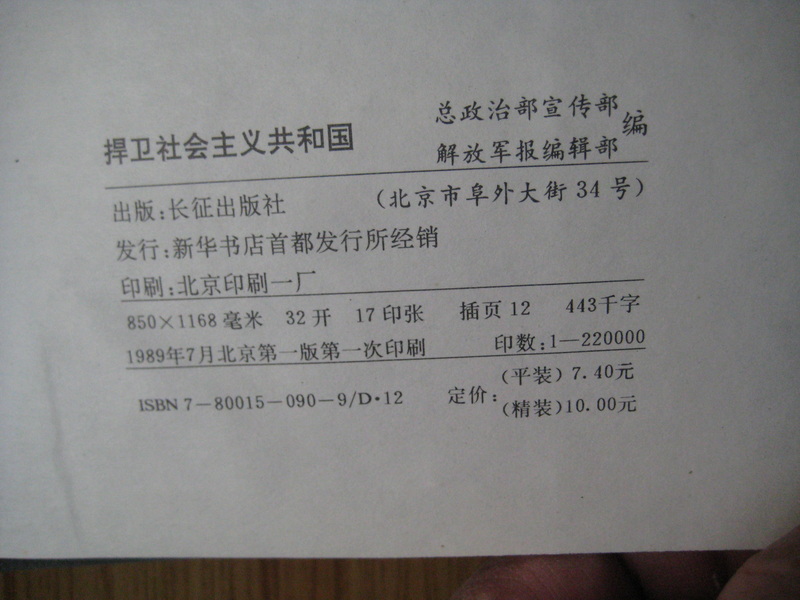 捍卫社会主义共和国 总政治部宣传部 解放军报编辑部 编
出版:长征出版社 (北京市阜外大街34号)
发行:新华书店首都发行所经销
印刷:北京印刷一厂
850×1168毫米 32开 17印张 插页12 443千字
1989年7月北京第一版第一次印刷 印数:1—220000
ISBN 7－80015－090－9/D·12 定价: (平装) 7.40元
(精装)10.00元